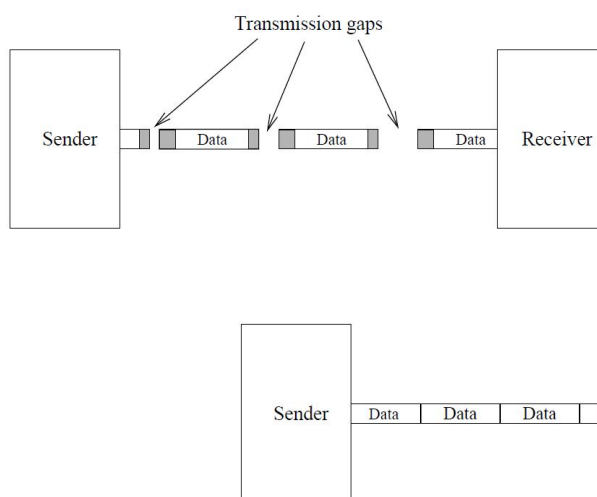 Transmission gaps
Sender
Data
Data
Data
Receiver
Sender
Data
Data
Data